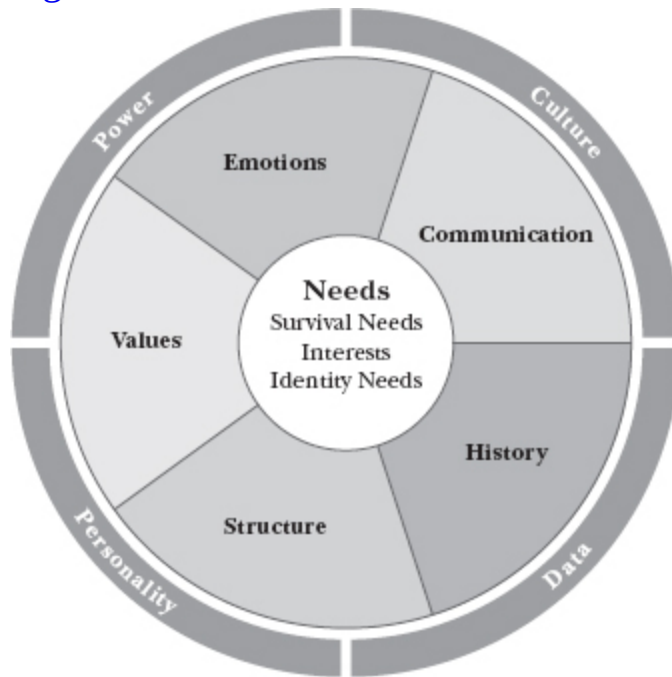 Power
Culture
Emotions
Communication
Needs
Survival Needs
Interests
Identity Needs
Values
History
Structure
Personality
Data